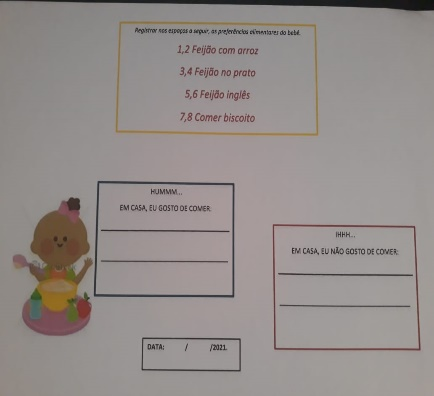 Registrar nos espaços a seguir, as preferências alimentares do bebê.
1,2 Feijão com arroz
3,4 Feijão no prato
5,6 Feijão inglês
7,8 Comer biscoito
HUMMM...
EM CASA, EU GOSTO DE COMER:
IHHH...
EM CASA, EU NÃO GOSTO DE COMER:
DATA: / /2021.